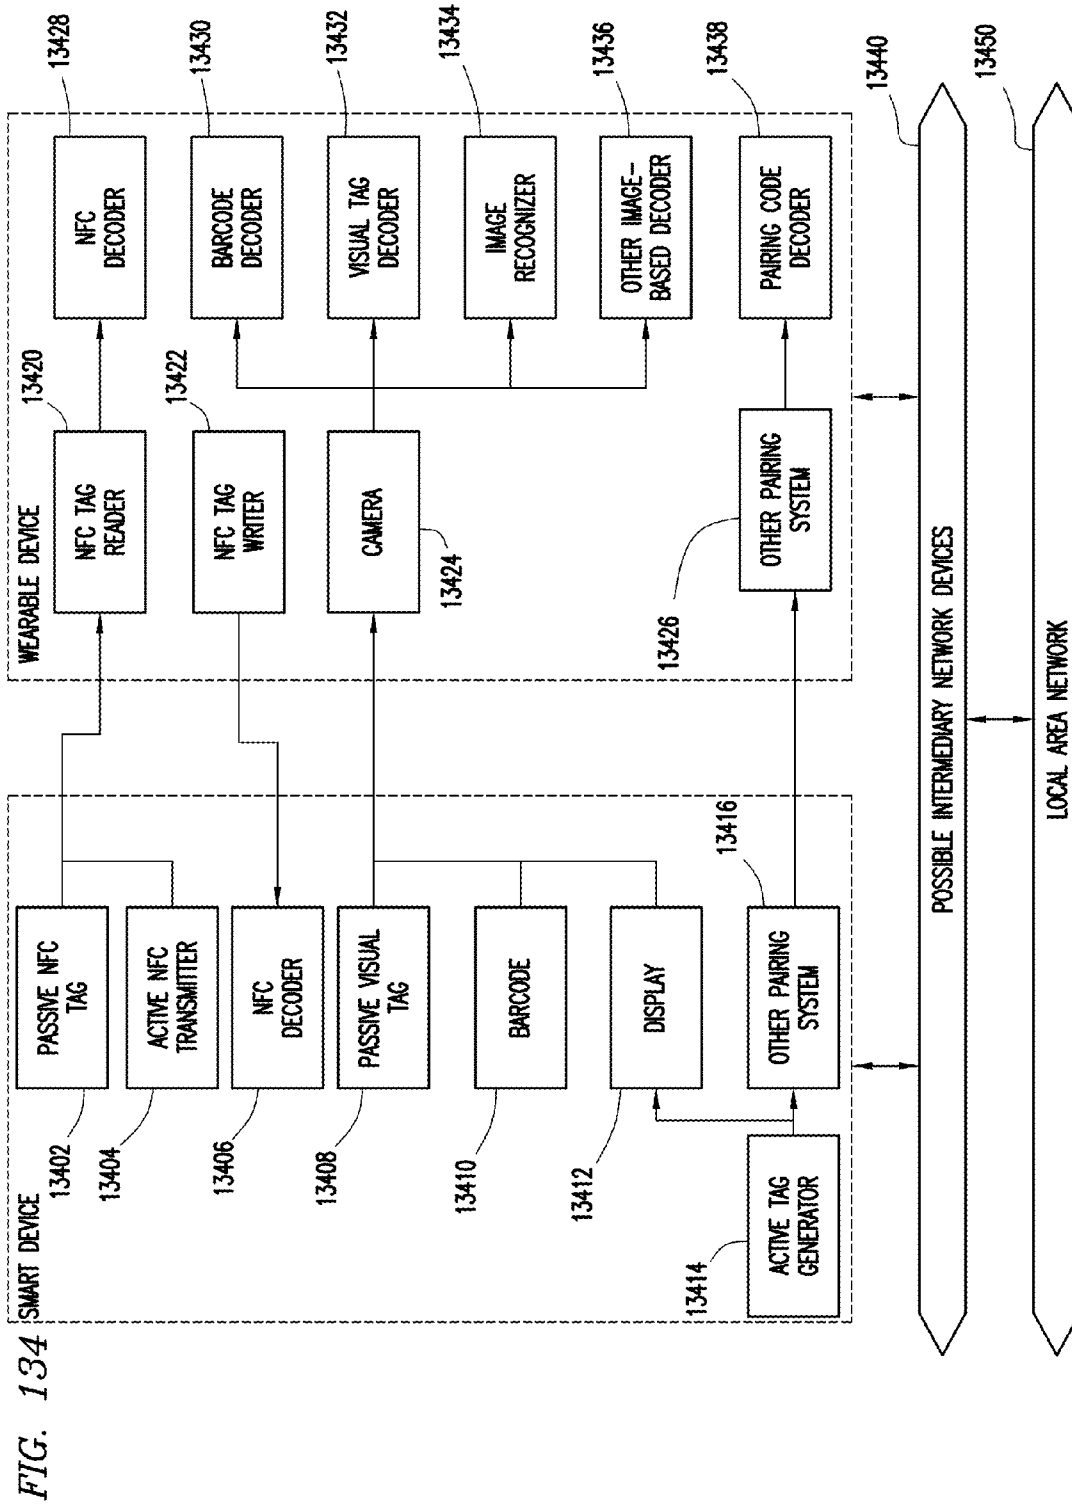 FIG. 134
SMART DEVICE
PASSIVE NFC
TAG
13402
ACTIVE NFC
TRANSMITTER
13404
NFC
DECODER
13406
PASSIVE VISUAL
TAG
13408
BARCODE
13410
DISPLAY
13412
ACTIVE TAG
GENERATOR
13414
OTHER PAIRING
SYSTEM
13416
WEARABLE DEVICE
NFC TAG
READER
13420
NFC TAG
WRITER
13422
CAMERA
13424
OTHER PAIRING
SYSTEM
13426
NFC
DECODER
13428
BARCODE
DECODER
13430
VISUAL TAG
DECODER
13432
IMAGE
RECOGNIZER
13434
OTHER IMAGE-
BASED DECODER
13436
PAIRING CODE
DECODER
13438
POSSIBLE INTERMEDIARY NETWORK DEVICES
13440
LOCAL AREA NETWORK
13450